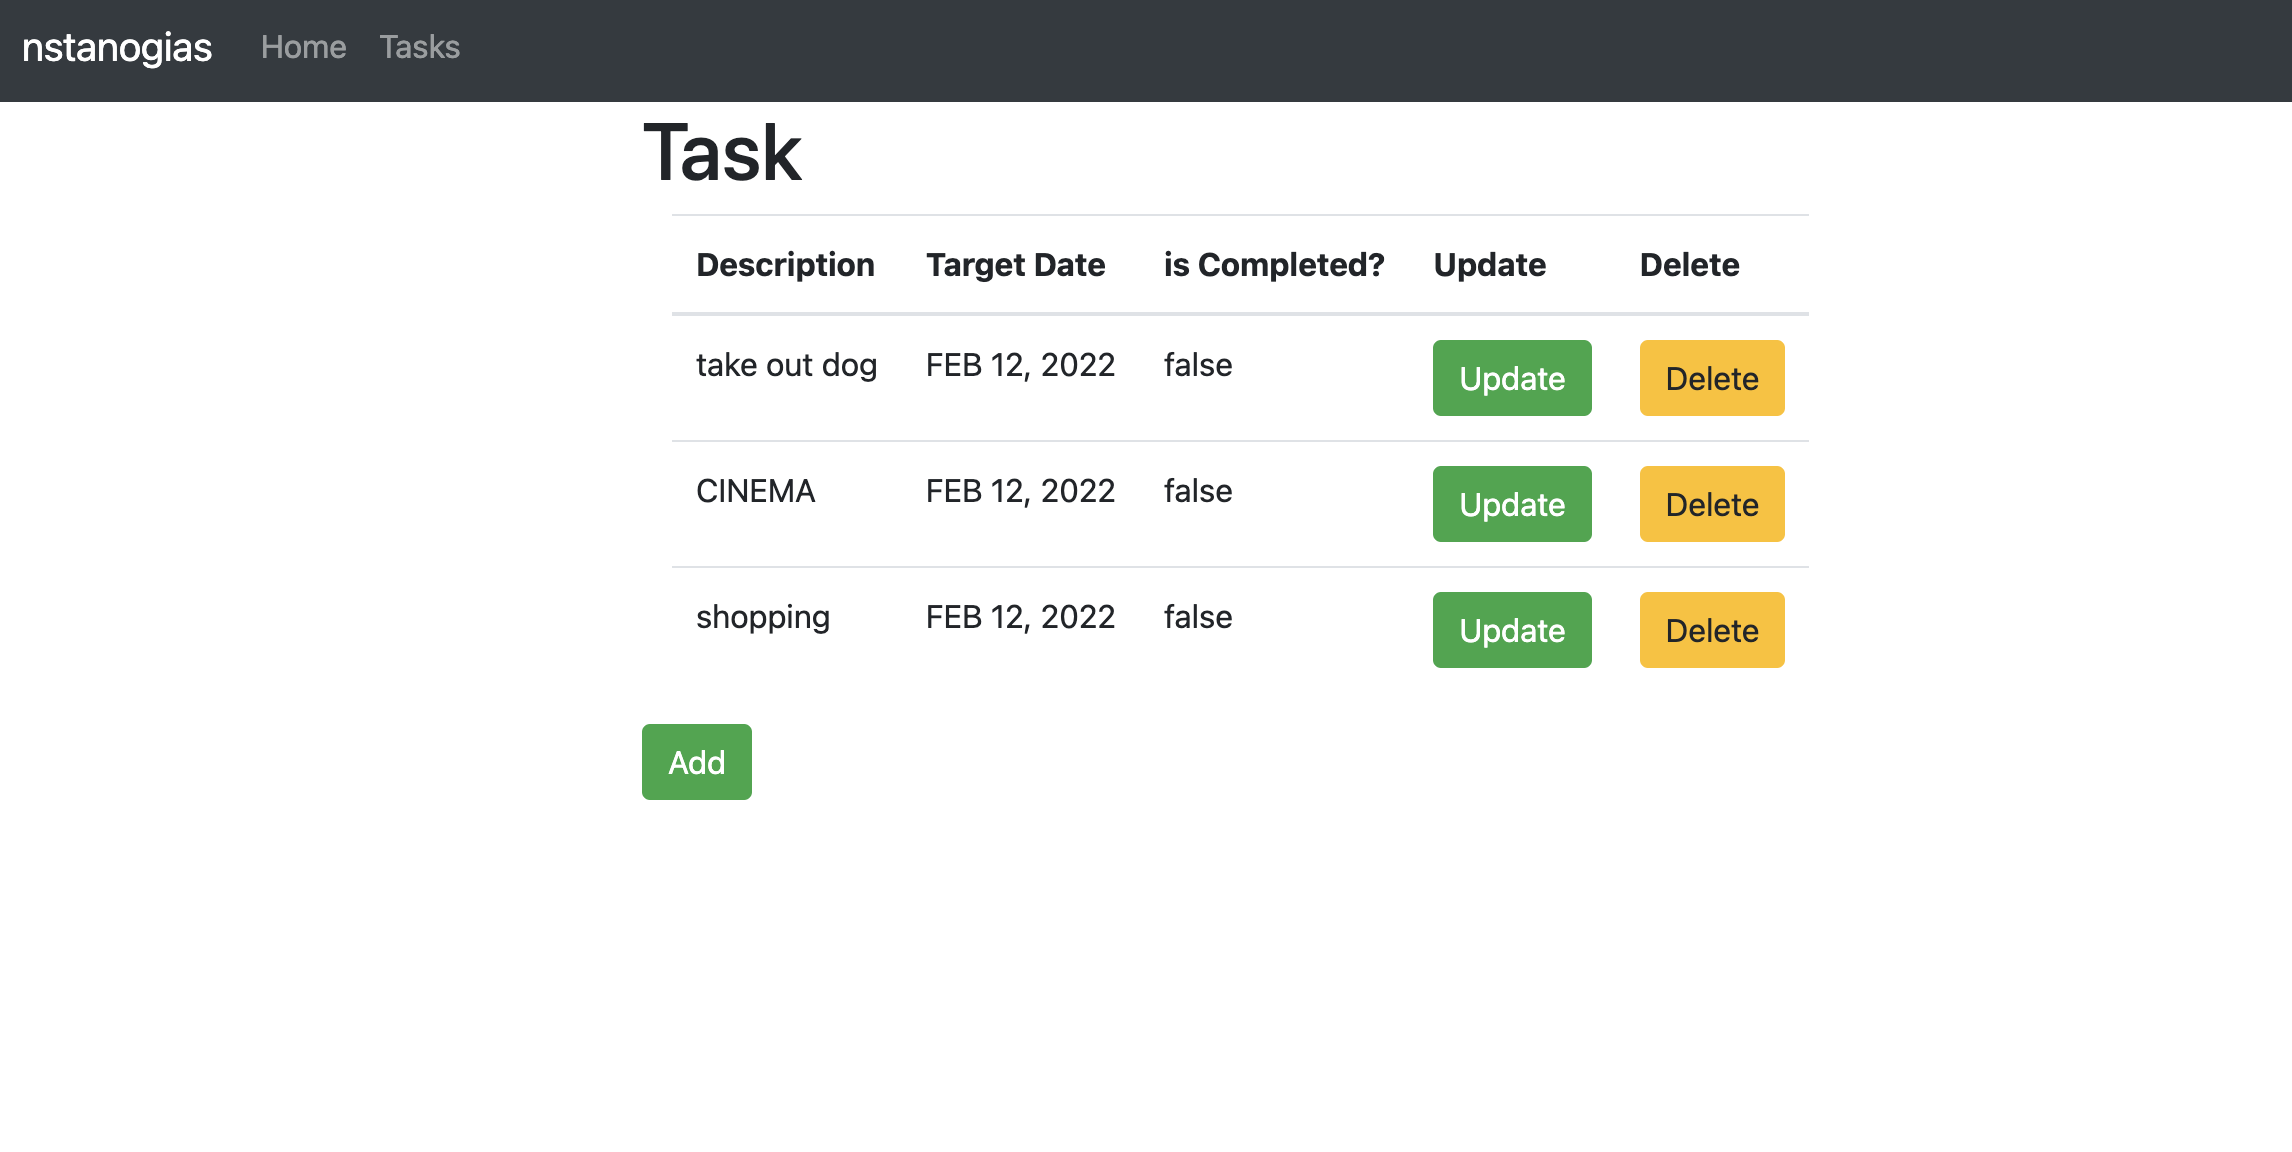 nstanogias Home Tasks
Task
Description Target Date is Completed? Update Delete
take out dog FEB 12, 2022 false Update Delete
CINEMA FEB 12, 2022 false Update Delete
shopping FEB 12, 2022 false Update Delete
Add